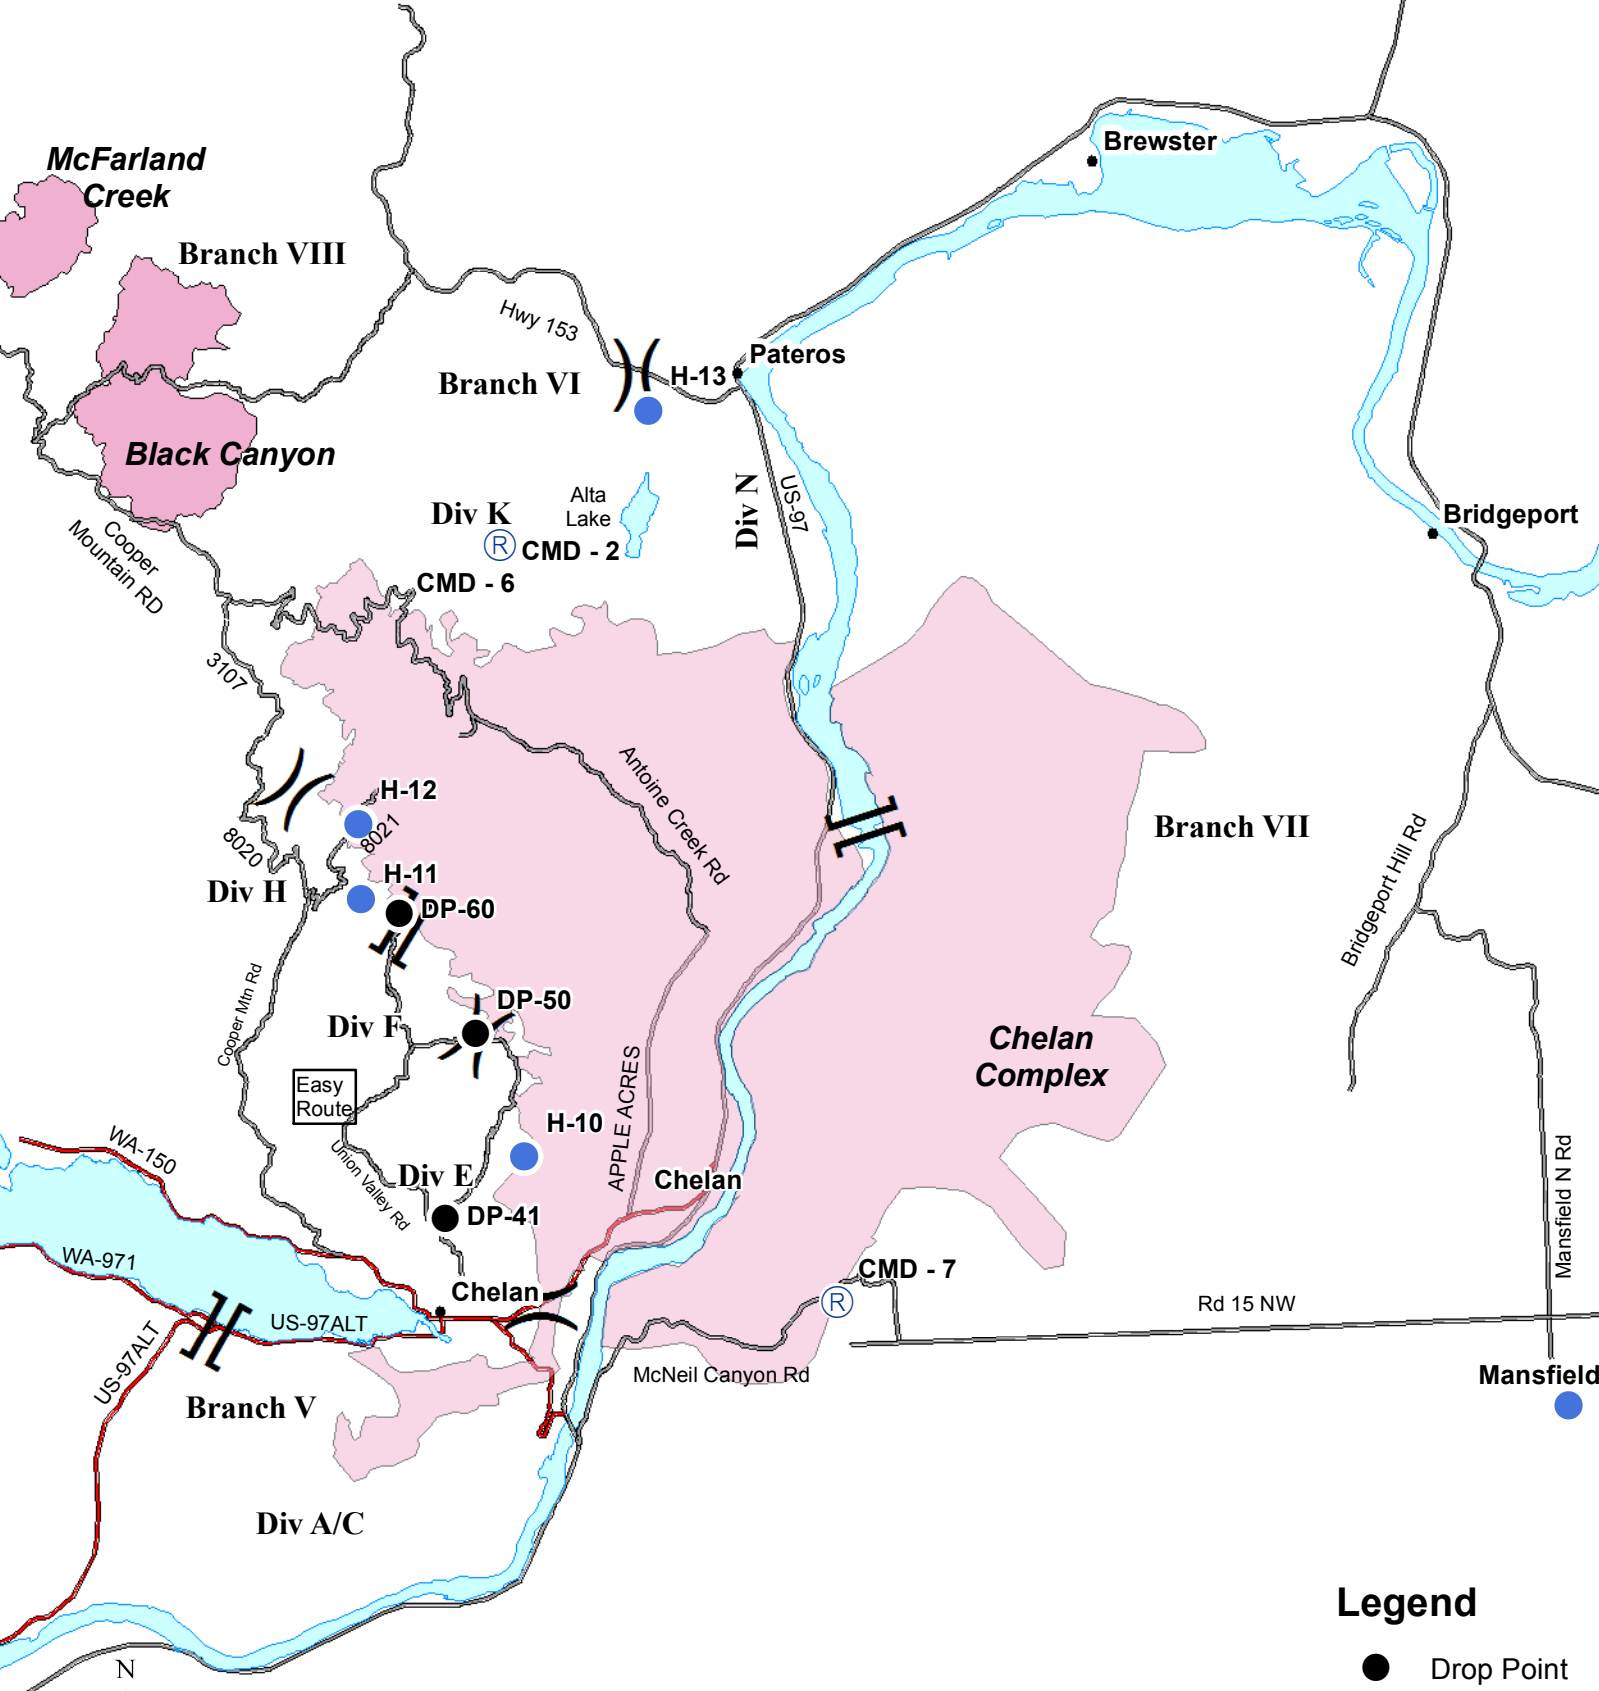 Brewster
McFarland
Creek
Branch VIII
Hwy 153
Pateros
H-13
Branch VI
Black Canyon
Alta
Lake
Div K
Ⓡ CMD - 2
Div N
US-97
Bridgeport
Cooper
Mountain RD
CMD - 6
3107
Antoine Creek Rd
H-12
8021
8020
Branch VII
Bridgeport Hill Rd
H-11
Div H
DP-60
Cooper Mtn Rd
DP-50
Div F
Chelan
Complex
Easy
Route
APPLE ACRES
H-10
WA-150
Union Valley Rd
Div E
Chelan
Mansfield N Rd
DP-41
WA-971
CMD - 7
Ⓡ
Chelan
Rd 15 NW
US-97ALT
US-97ALT
McNeil Canyon Rd
Mansfield
Branch V
Div A/C
Legend
N
Drop Point